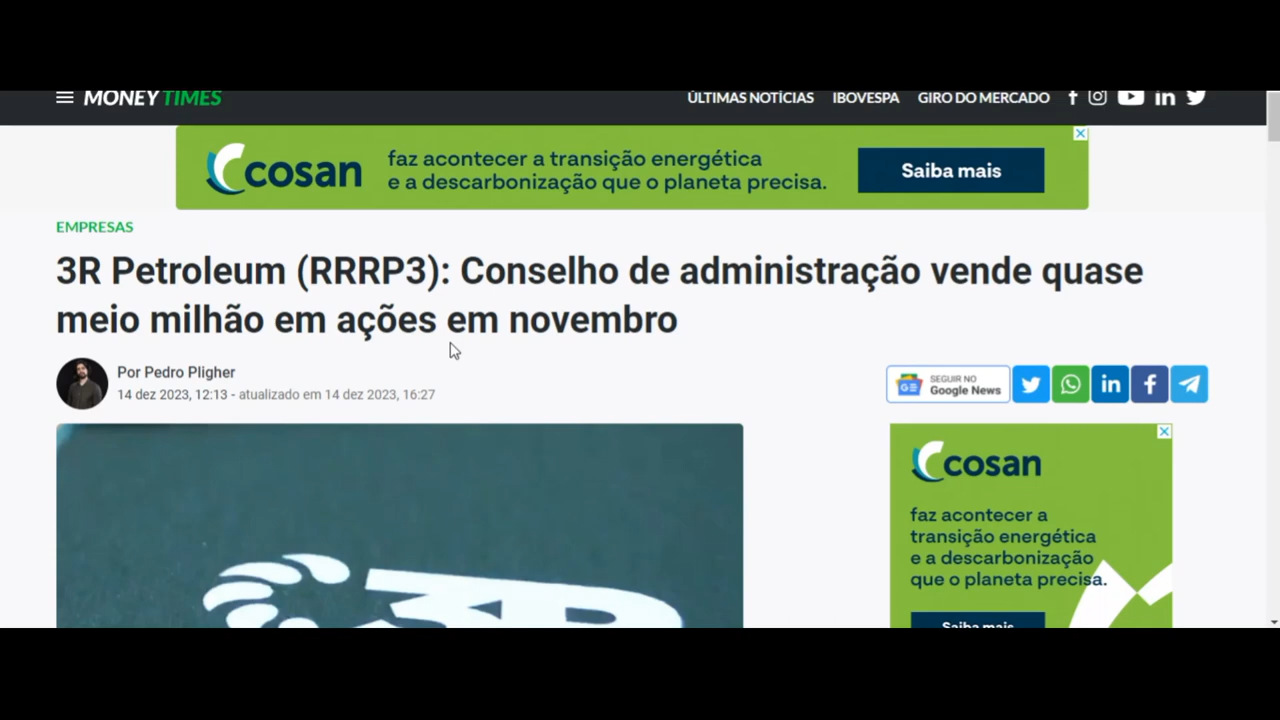 MONEY TIMES
ÚLTIMAS NOTÍCIAS IBOVESPA GIRO DO MERCADO
cosan
faz acontecer a transição energética
e a descarbonização que o planeta precisa.
Saiba mais
EMPRESAS
3R Petroleum (RRRP3): Conselho de administração vende quase
meio milhão em ações em novembro
Por Pedro Pligher
14 dez 2023, 12:13 - atualizado em 14 dez 2023, 16:27
SEGUIR NO
Google News
3R
cosan
faz acontecer a
transição energética
e a descarbonização
que o planeta precisa.
Saiba mais